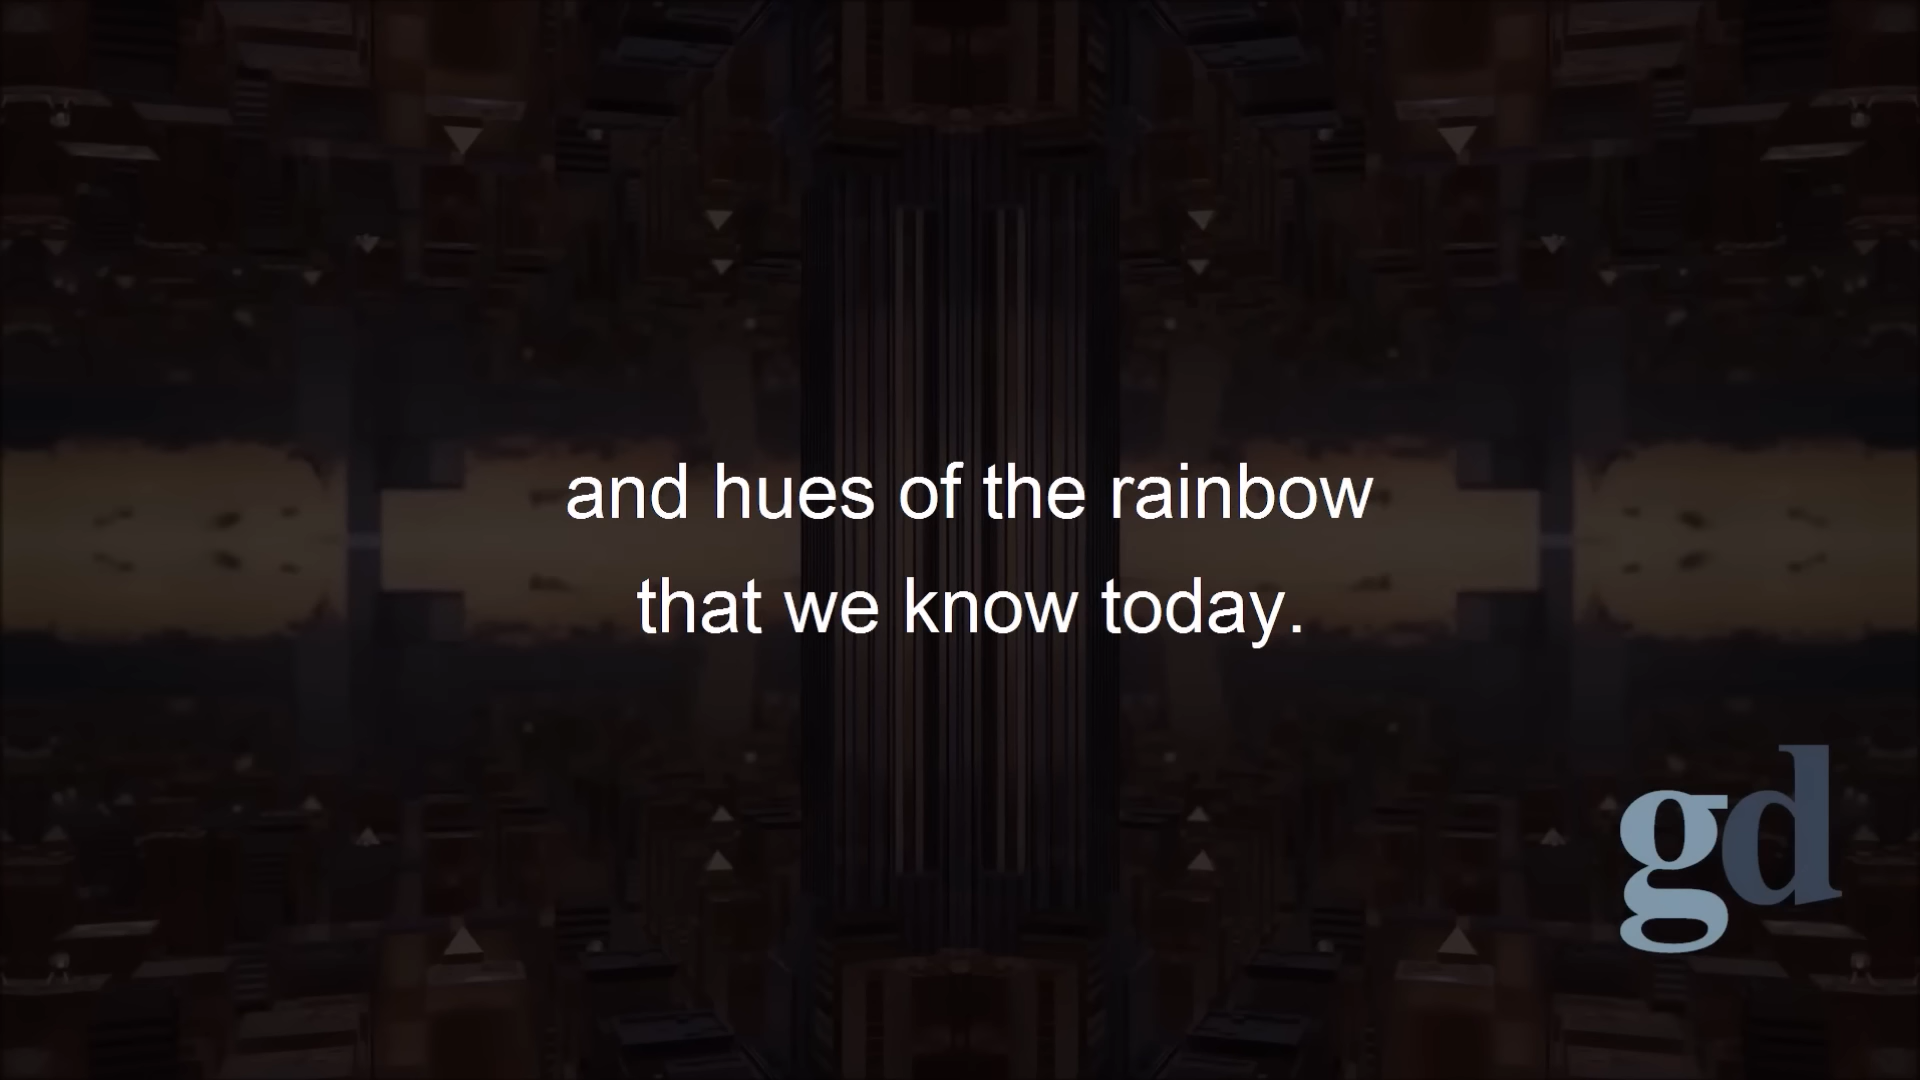 and hues of the rainbow
that we know today.
gd